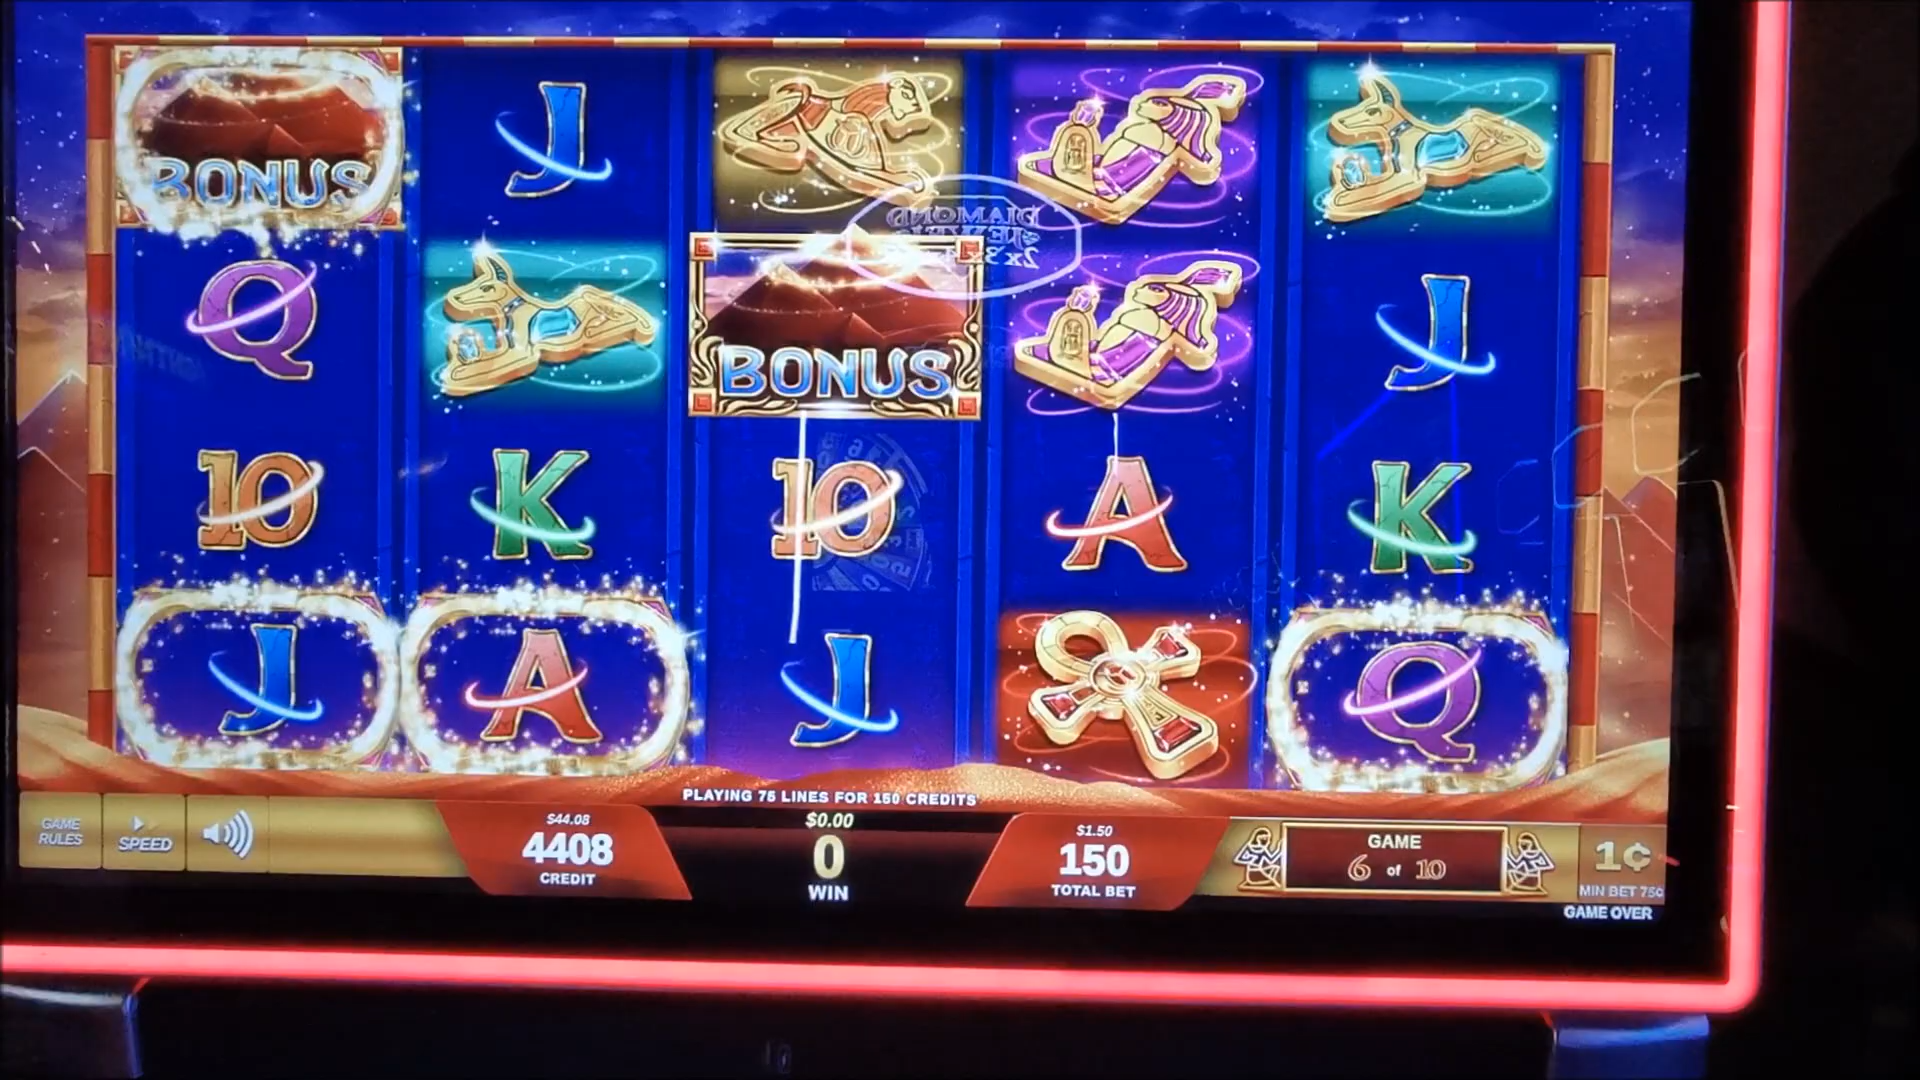 BONUS
J
Q
BONUS
J
10
K
10
A
K
J
A
J
Q
PLAYING 75 LINES FOR 150 CREDITS
GAME RULES
SPEED
$44.08
4408
CREDIT
$0.00
0
WIN
$1.50
150
TOTAL BET
GAME
6 of 10
1¢
MIN BET 75¢
GAME OVER